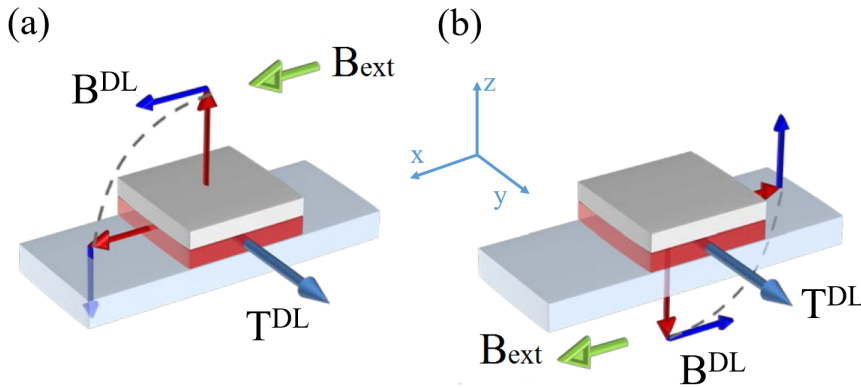 (a)
(b)
B^DL
B_ext
z
x
y
T^DL
T^DL
B_ext
B^DL